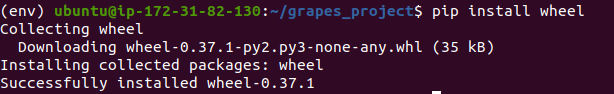 (env) ubuntu@ip-172-31-82-130:~/grapes_project$ pip install wheel
Collecting wheel
  Downloading wheel-0.37.1-py2.py3-none-any.whl (35 kB)
Installing collected packages: wheel
Successfully installed wheel-0.37.1